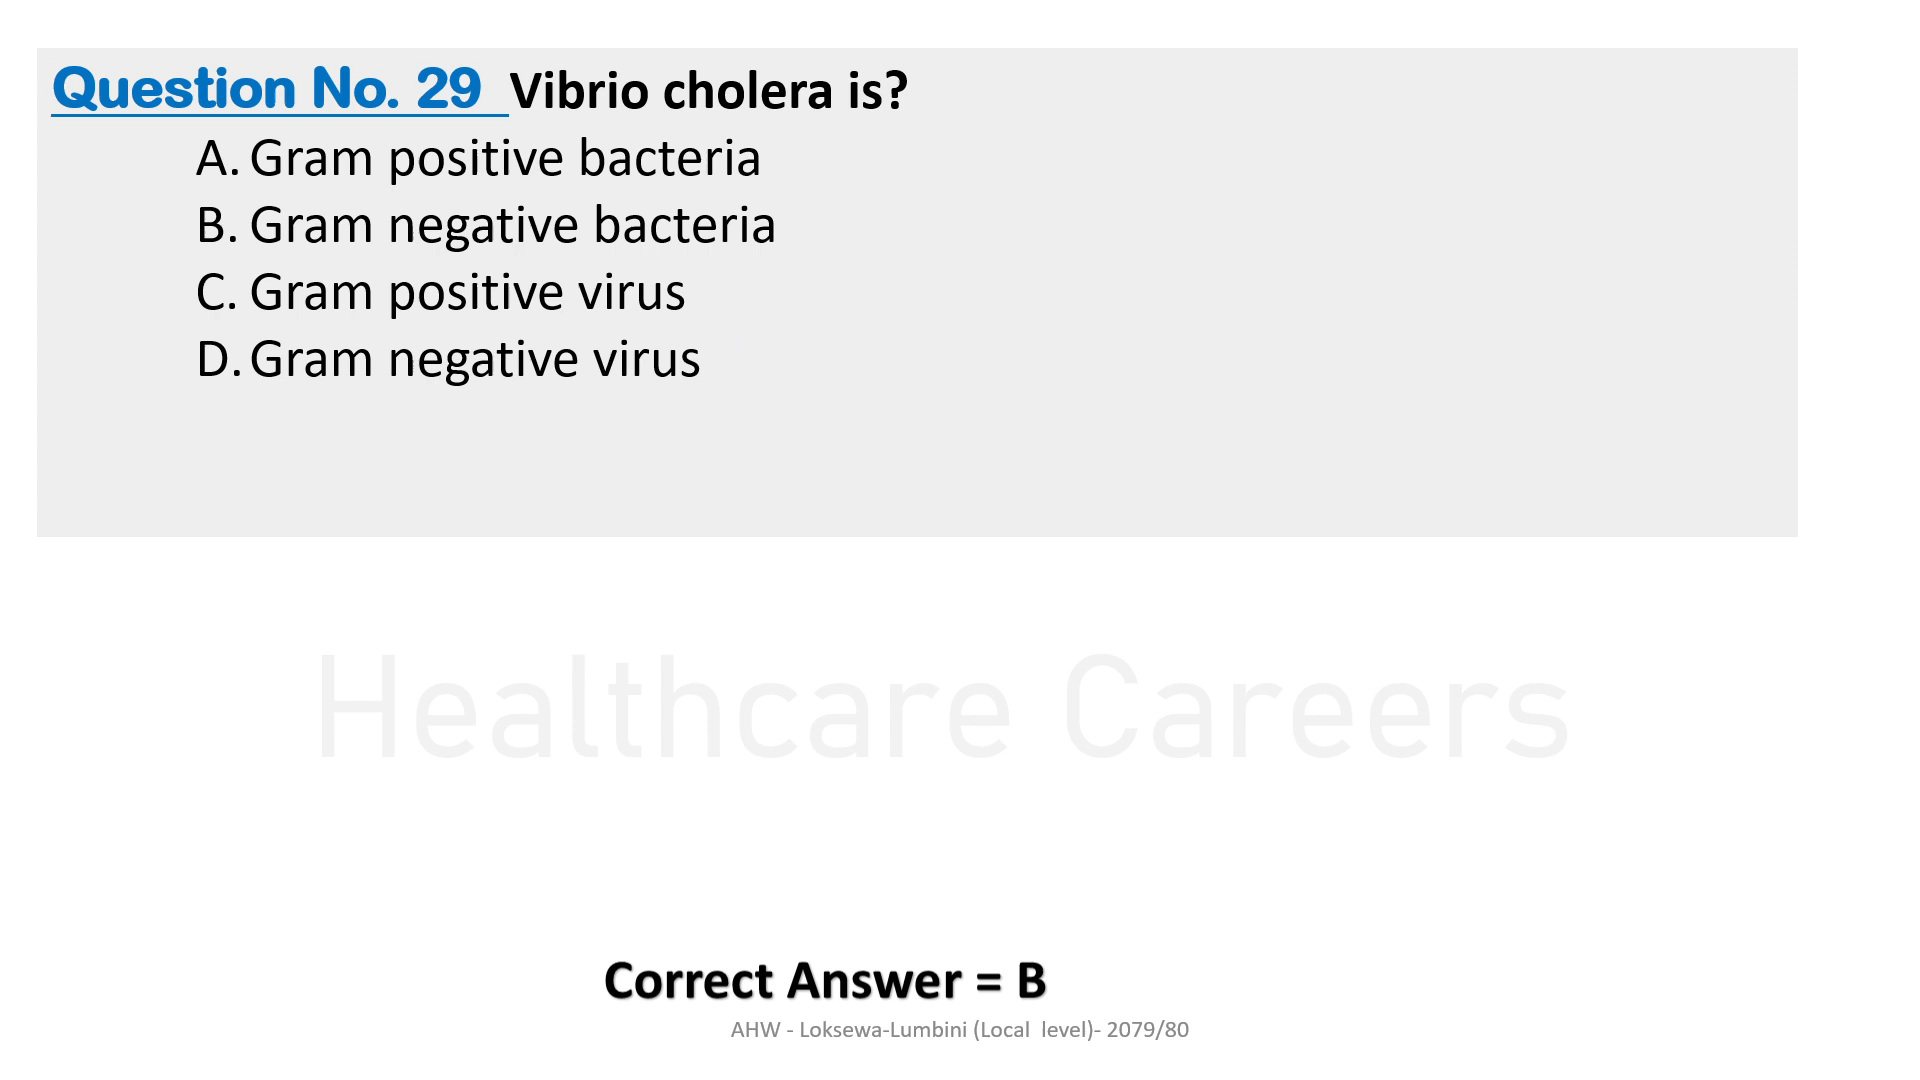 Question No. 29 Vibrio cholera is?
A. Gram positive bacteria
B. Gram negative bacteria
C. Gram positive virus
D. Gram negative virus
Healthcare Careers
Correct Answer = B
AHW - Loksewa-Lumbini (Local level)- 2079/80